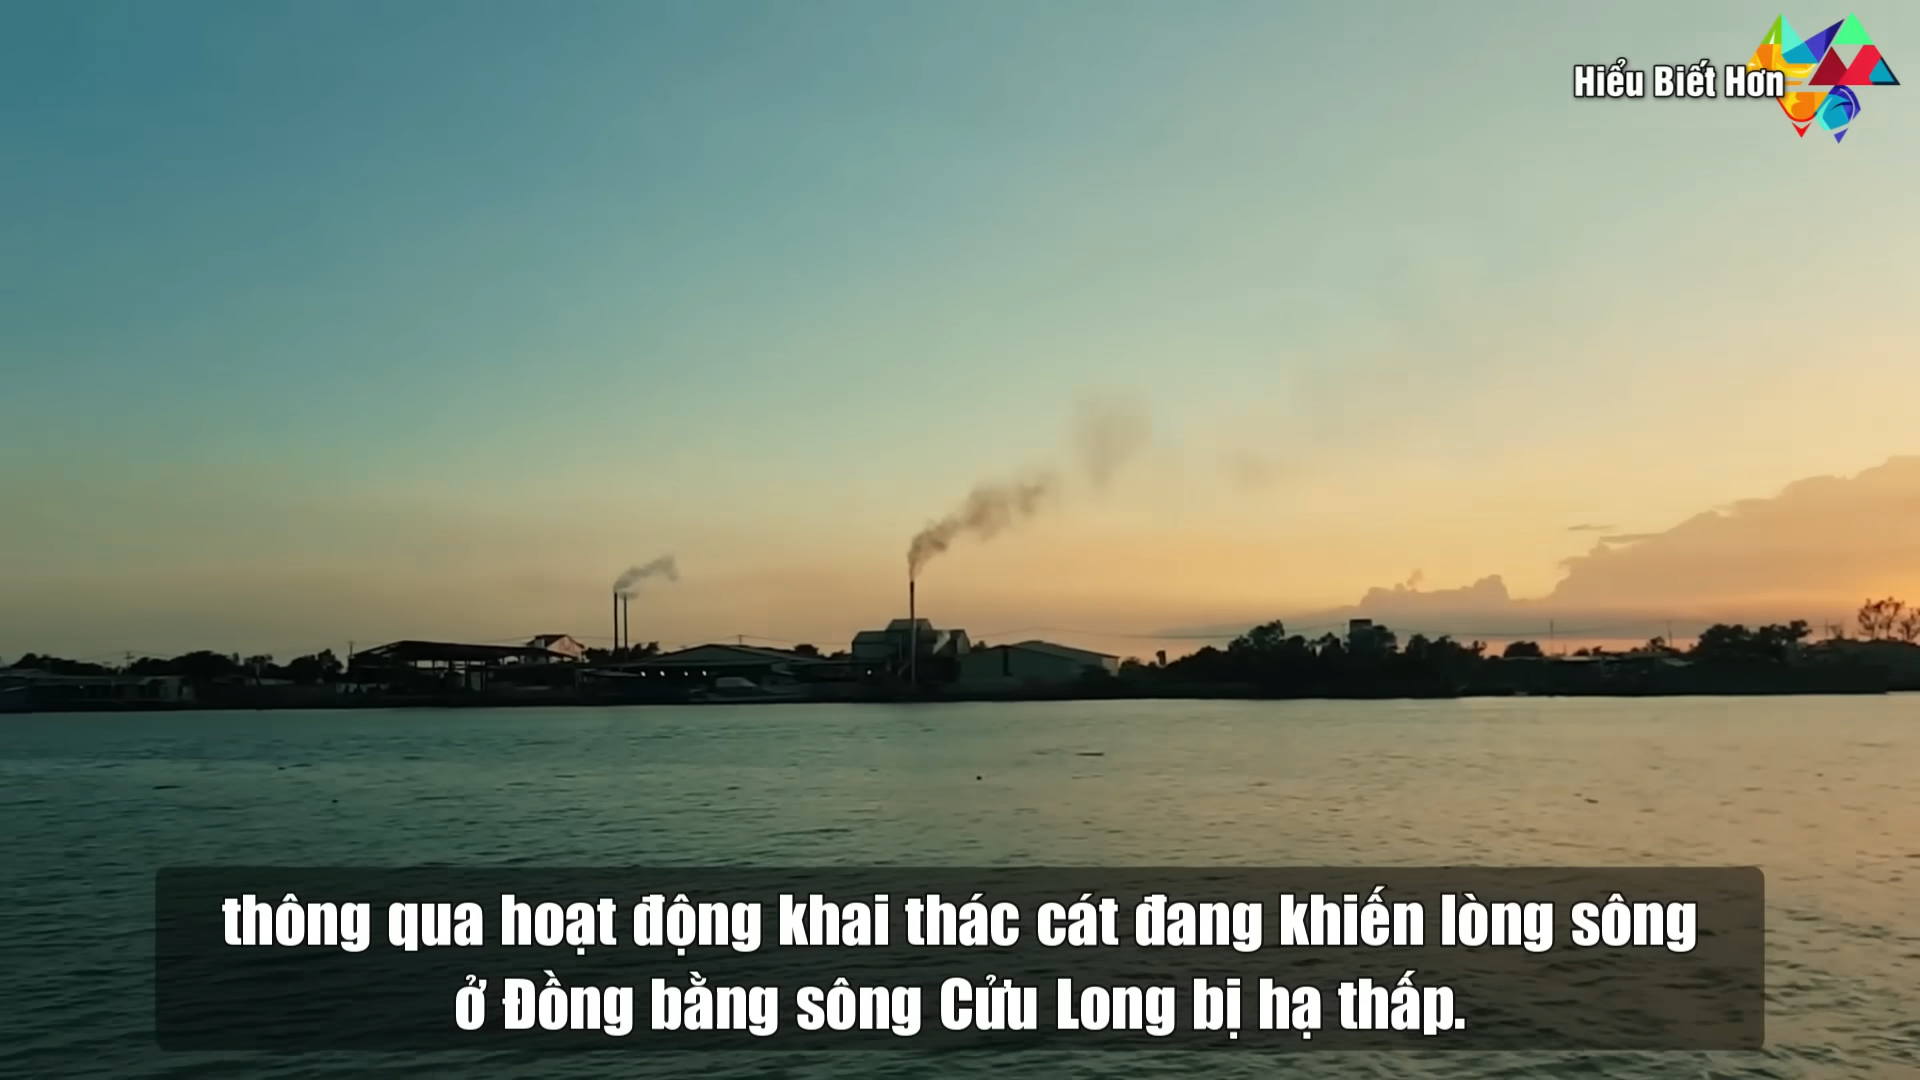 Hiểu Biết Hơn
thông qua hoạt động khai thác cát đang khiến lòng sông
ở Đồng bằng sông Cửu Long bị hạ thấp.